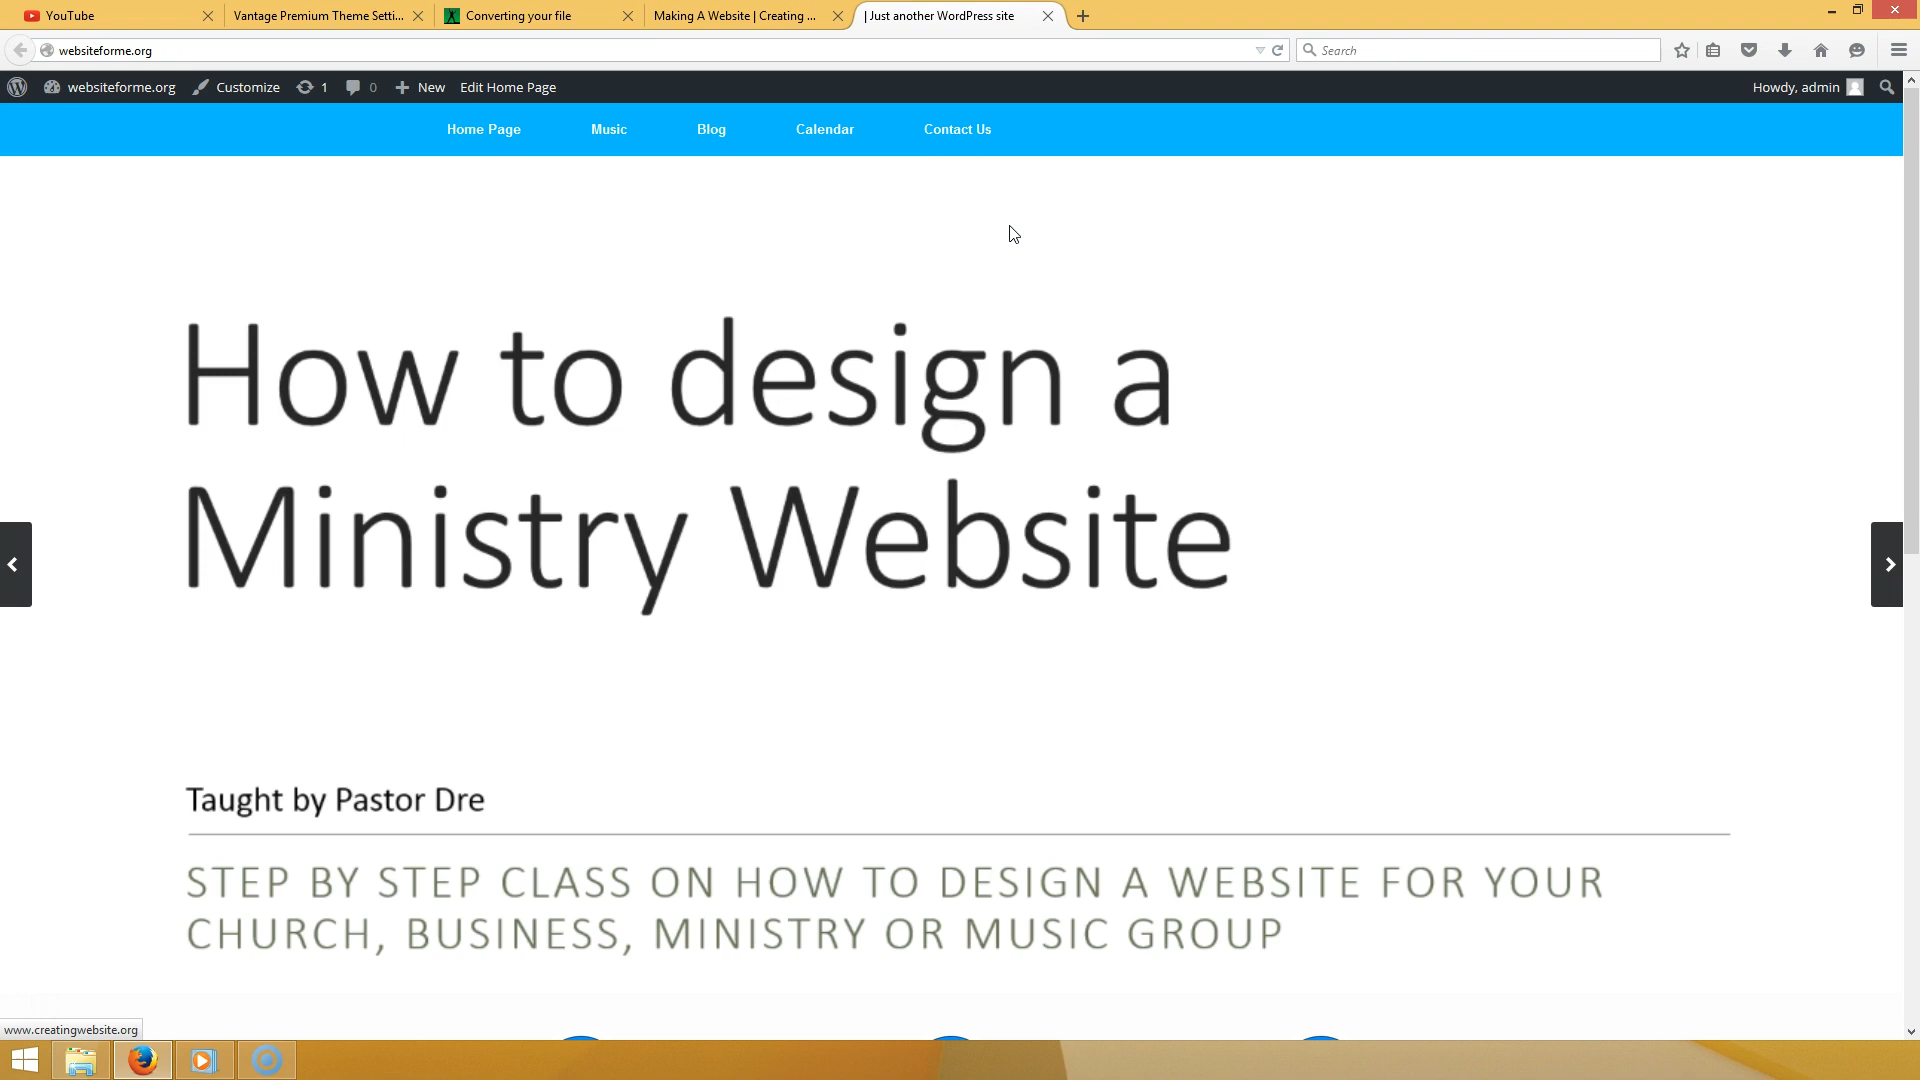 YouTube
Vantage Premium Theme Setti...
Converting your file
Making A Website | Creating ...
| Just another WordPress site
websiteforme.org
Search
websiteforme.org
Customize
1
0
New
Edit Home Page
Howdy, admin
Home Page
Music
Blog
Calendar
Contact Us
How to design a
Ministry Website
Taught by Pastor Dre
STEP BY STEP CLASS ON HOW TO DESIGN A WEBSITE FOR YOUR
CHURCH, BUSINESS, MINISTRY OR MUSIC GROUP
www.creatingwebsite.org